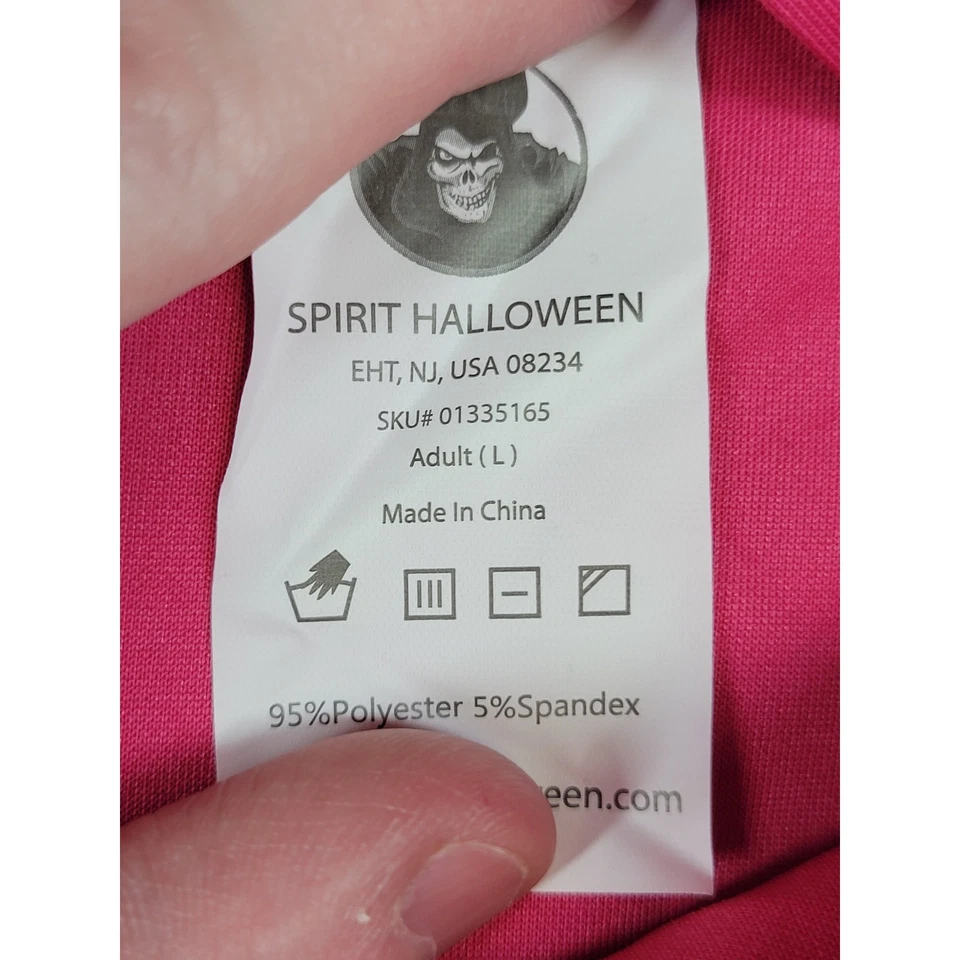 SPIRIT HALLOWEEN
EHT, NJ, USA 08234
SKU# 01335165
Adult ( L )
Made In China
95%Polyester 5%Spandex
een.com